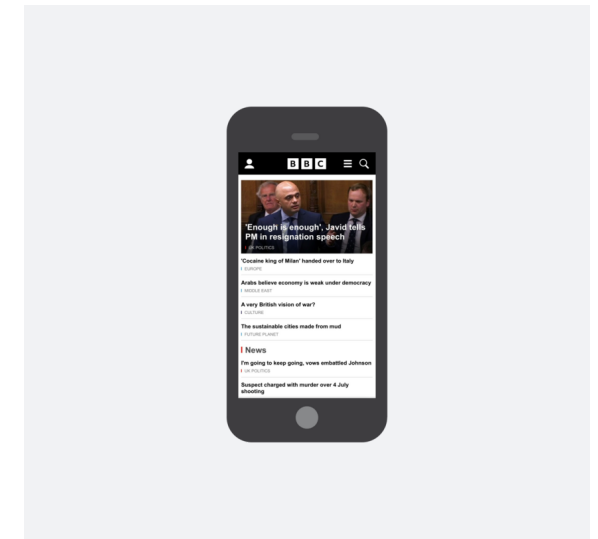 BBC
'Enough is enough', Javid tells
PM in resignation speech
UK POLITICS
'Cocaine king of Milan' handed over to Italy
EUROPE
Arabs believe economy is weak under democracy
MIDDLE EAST
A very British vision of war?
CULTURE
The sustainable cities made from mud
FUTURE PLANET
News
I'm going to keep going, vows embattled Johnson
UK POLITICS
Suspect charged with murder over 4 July
shooting